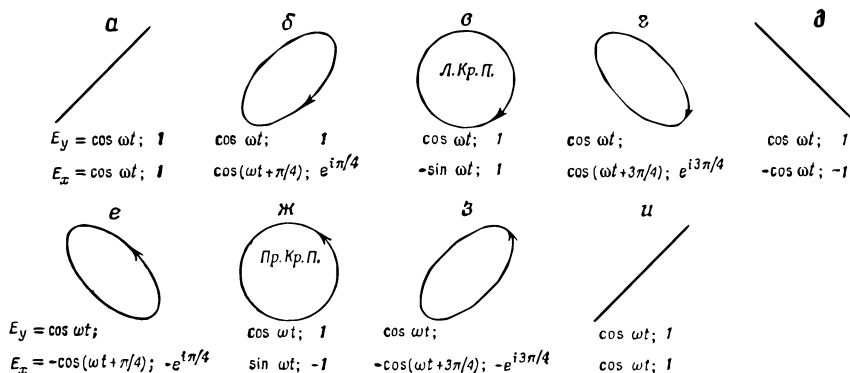 а б в г д
Л.Кр.П.
E_y = cos ωt; 1 cos ωt; 1 cos ωt; 1 cos ωt; cos ωt; 1
E_x = cos ωt; 1 cos(ωt+π/4); e^{iπ/4} -sin ωt; 1 cos(ωt+3π/4); e^{i3π/4} -cos ωt; -1
е ж з и
Пр.Кр.П.
E_y = cos ωt; cos ωt; 1 cos ωt; cos ωt; 1
E_x = -cos(ωt+π/4); -e^{iπ/4} sin ωt; -1 -cos(ωt+3π/4); -e^{i3π/4} cos ωt; 1